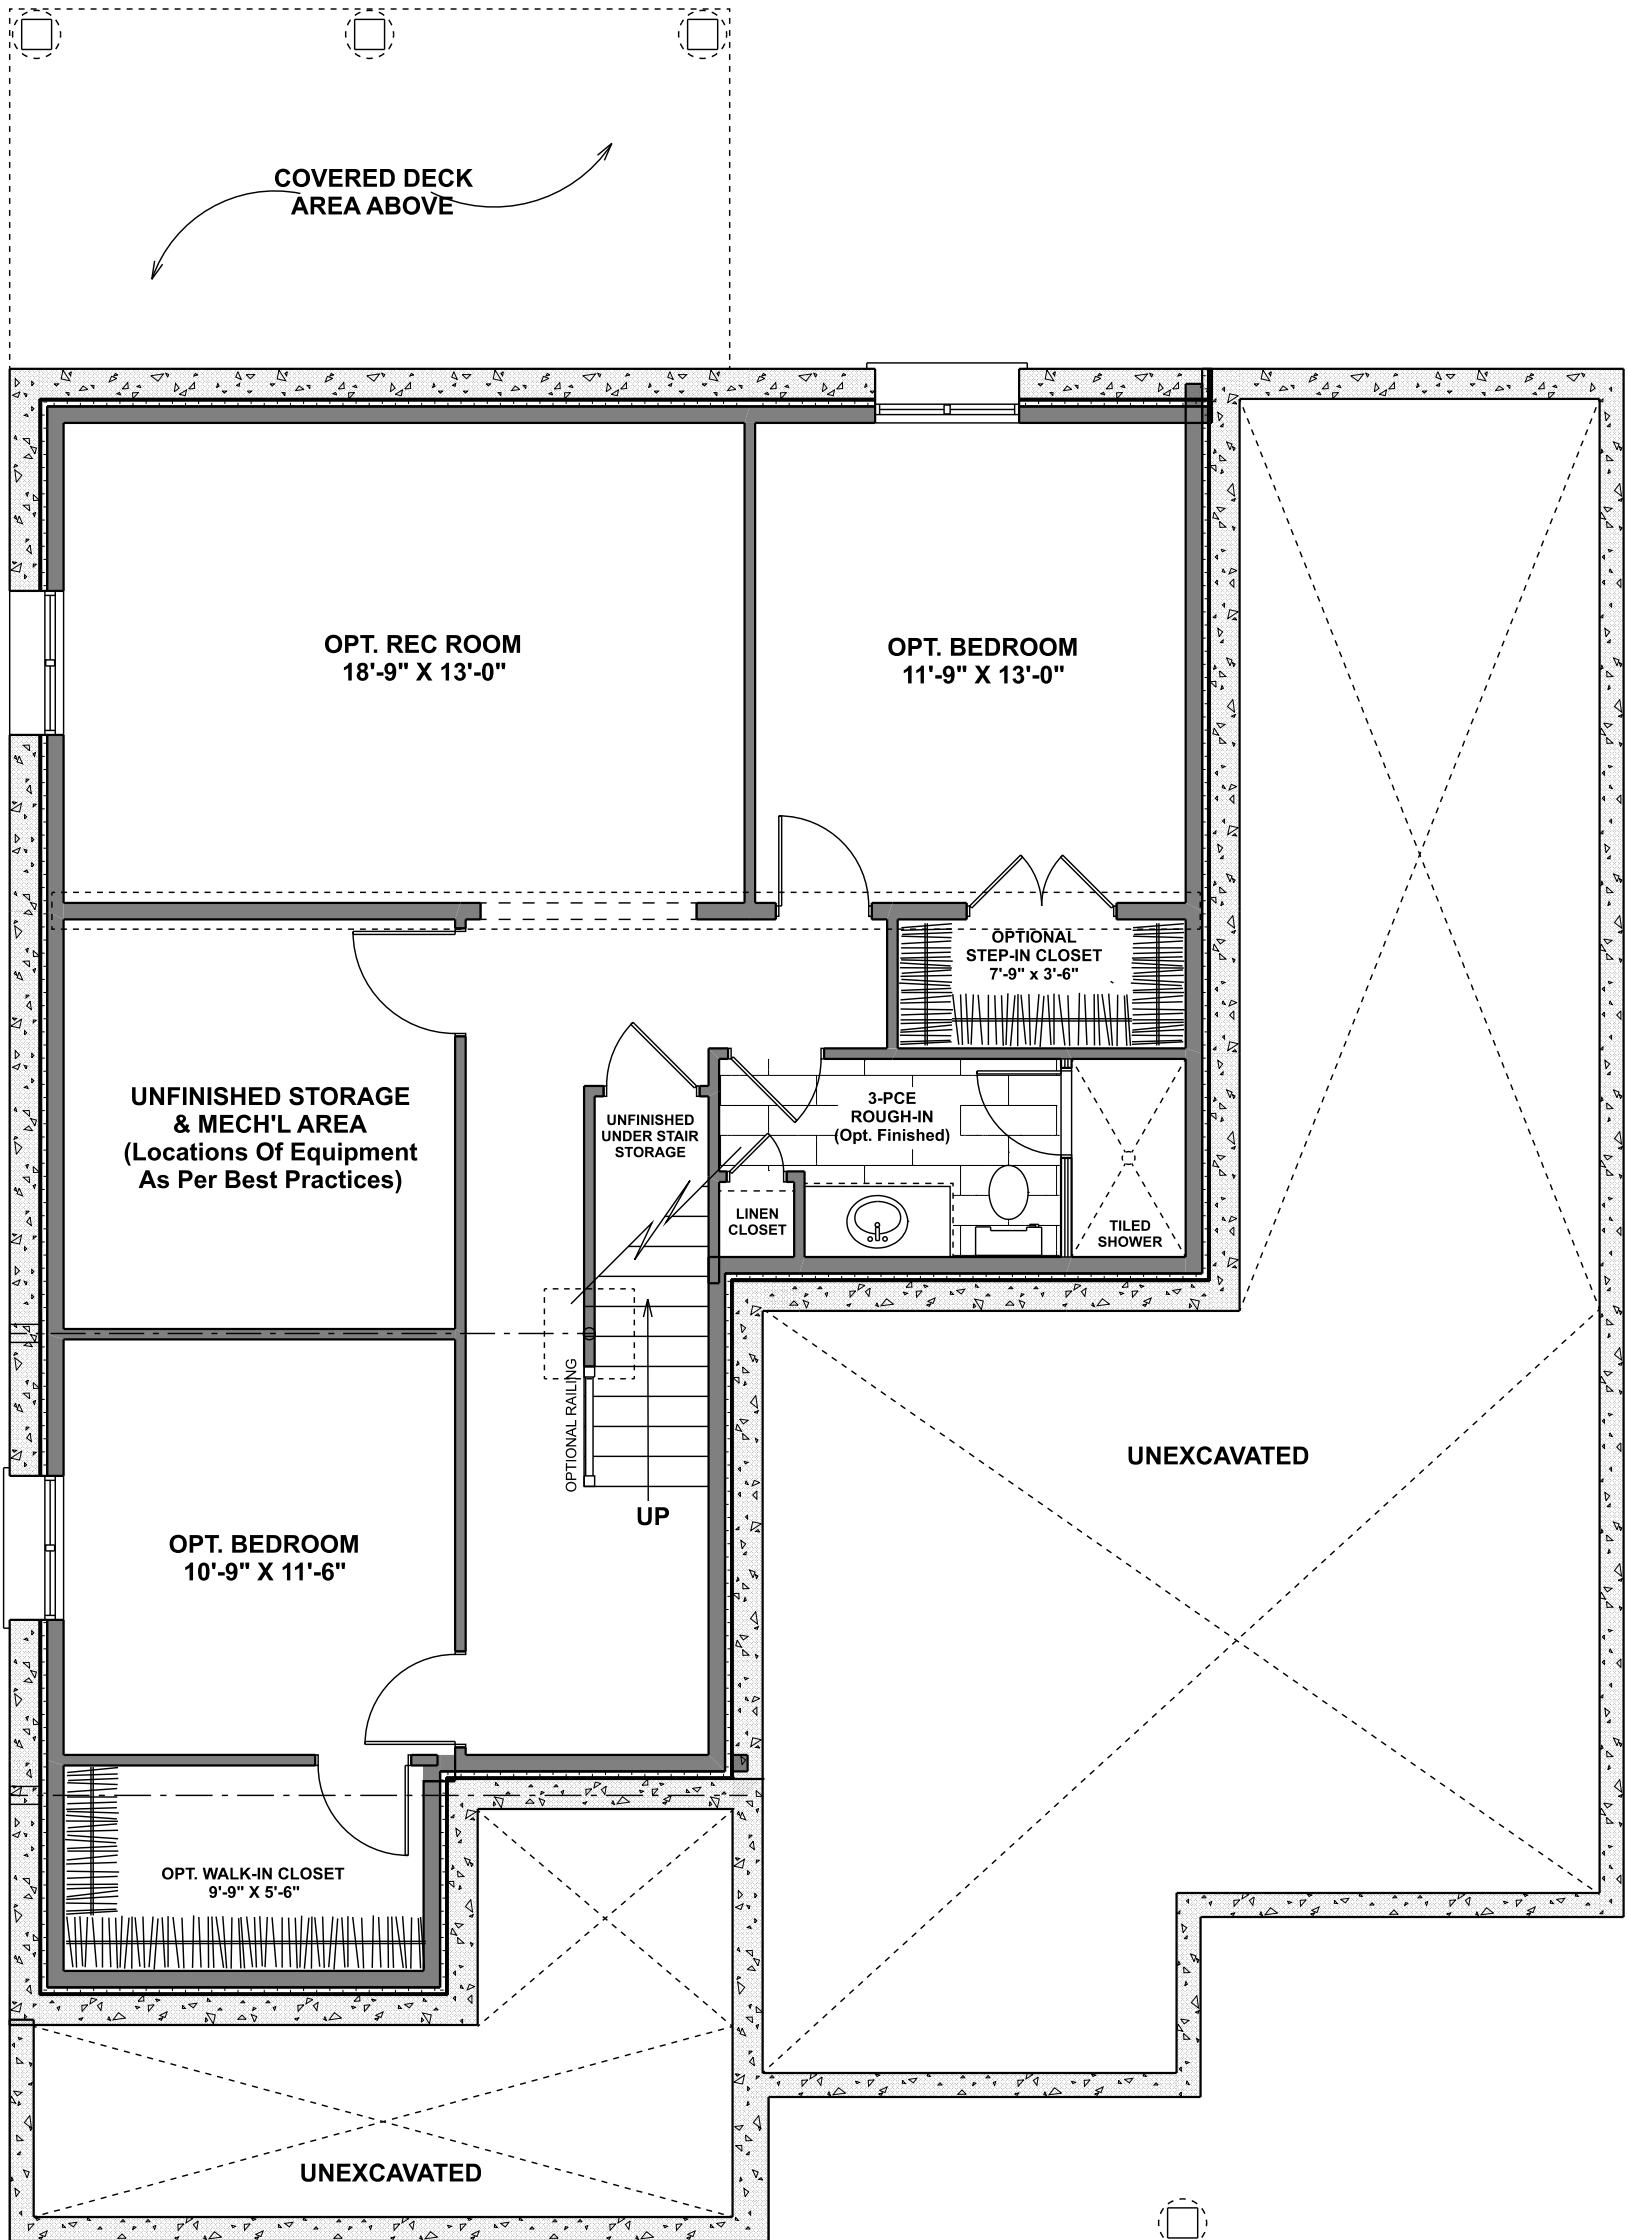 COVERED DECK
AREA ABOVE
OPT. REC ROOM
18'-9" X 13'-0"
OPT. BEDROOM
11'-9" X 13'-0"
OPTIONAL
STEP-IN CLOSET
7'-9" x 3'-6"
UNFINISHED STORAGE
& MECH'L AREA
(Locations Of Equipment
As Per Best Practices)
UNFINISHED
UNDER STAIR
STORAGE
3-PCE
ROUGH-IN
(Opt. Finished)
LINEN
CLOSET
TILED
SHOWER
OPTIONAL RAILING
UP
UNEXCAVATED
OPT. BEDROOM
10'-9" X 11'-6"
OPT. WALK-IN CLOSET
9'-9" X 5'-6"
UNEXCAVATED